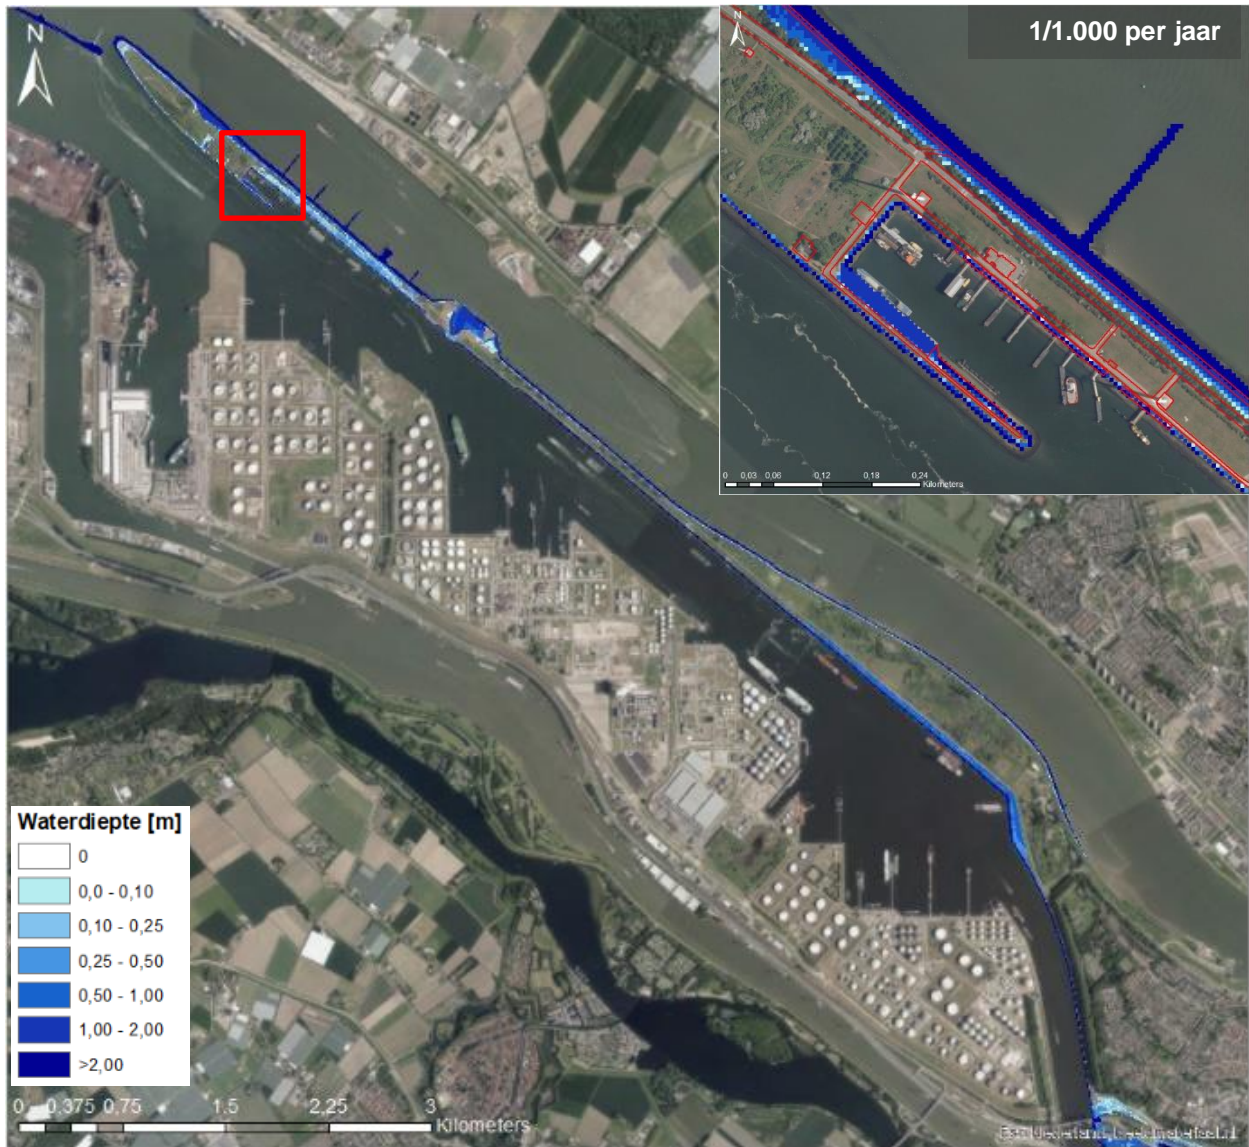 N
N
1/1.000 per jaar
0 0,03 0,06 0,12 0,18 0,24
Kilometers
Waterdiepte [m]
0
0,0 - 0,10
0,10 - 0,25
0,25 - 0,50
0,50 - 1,00
1,00 - 2,00
>2,00
0 0,375 0,75 1,5 2,25 3
Kilometers